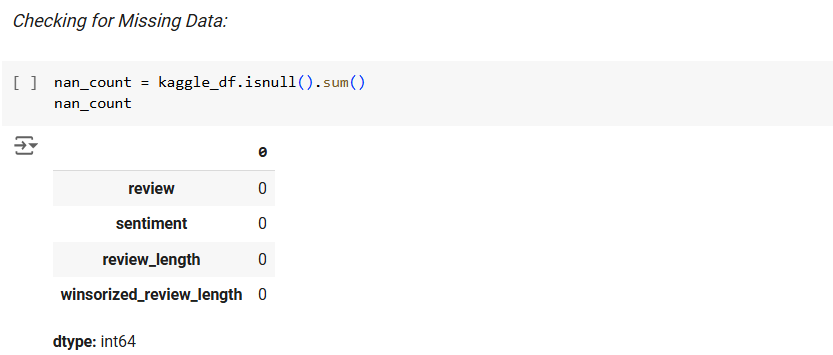 Checking for Missing Data:
[ ] nan_count = kaggle_df.isnull().sum()
nan_count
0
review 0
sentiment 0
review_length 0
winsorized_review_length 0
dtype: int64